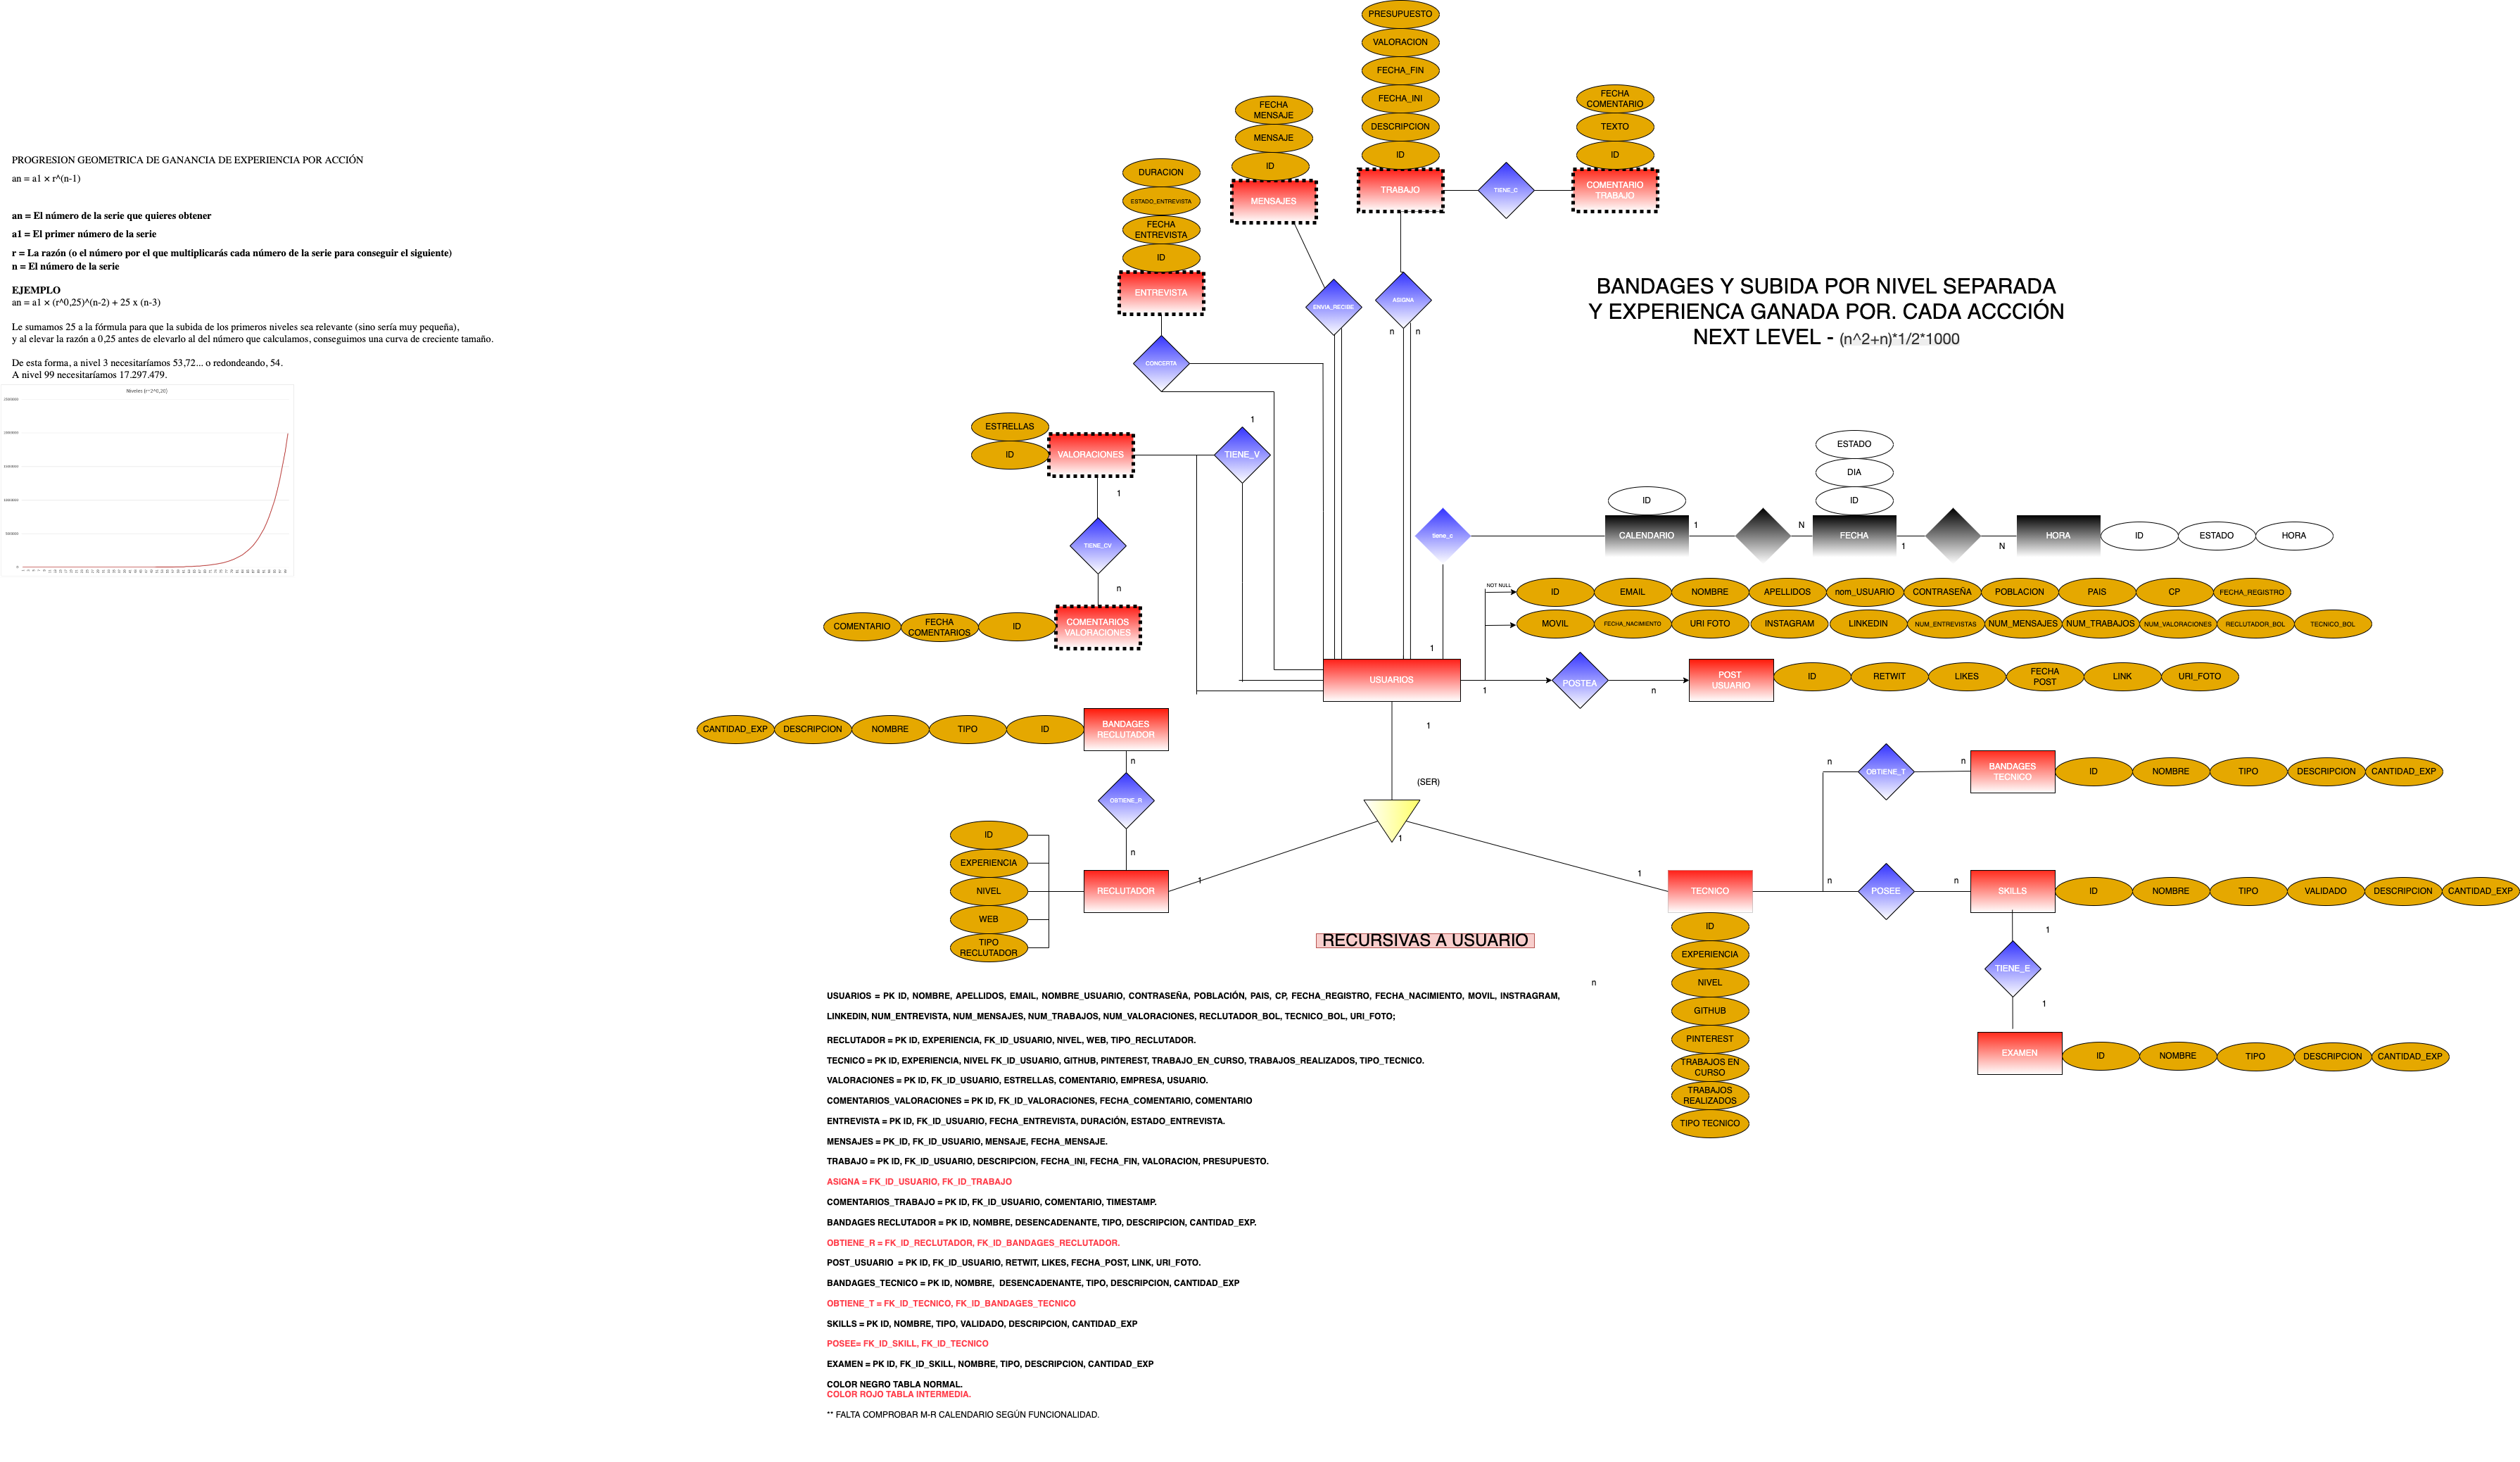 PROGRESION GEOMETRICA DE GANANCIA DE EXPERIENCIA POR ACCIÓN
an = a1 × r^(n-1)
an = El número de la serie que quieres obtener
a1 = El primer número de la serie
r = La razón (o el número por el que multiplicarás cada número de la serie para conseguir el siguiente)
n = El número de la serie
EJEMPLO
an = a1 × (r^0,25)^(n-2) + 25 x (n-3)
Le sumamos 25 a la fórmula para que la subida de los primeros niveles sea relevante (sino sería muy pequeña),
y al elevar la razón a 0,25 antes de elevarlo al del número que calculamos, conseguimos una curva de creciente tamaño.
De esta forma, a nivel 3 necesitaríamos 53,72... o redondeando, 54.
A nivel 99 necesitaríamos 17.297.479.
PRESUPUESTO
VALORACION
FECHA_FIN
FECHA_INI
DESCRIPCION
ID
TRABAJO
TIENE_C
FECHA
COMENTARIO
TEXTO
ID
COMENTARIO
TRABAJO
FECHA
MENSAJE
MENSAJE
ID
MENSAJES
DURACION
ESTADO_ENTREVISTA
FECHA
ENTREVISTA
ID
ENTREVISTA
ENVIA_RECIBE
ASIGNA
n
n
CONCERTA
BANDAGES Y SUBIDA POR NIVEL SEPARADA
Y EXPERIENCA GANADA POR. CADA ACCCIÓN
NEXT LEVEL - (n^2+n)*1/2*1000
ESTRELLAS
ID
VALORACIONES
1
TIENE_V
1
TIENE_CV
n
COMENTARIO
FECHA
COMENTARIOS
ID
COMENTARIOS
VALORACIONES
tiene_c
1
ID
CALENDARIO
1
N
ESTADO
DIA
ID
FECHA
1
N
HORA
ID
ESTADO
HORA
NOT NULL
ID
EMAIL
NOMBRE
APELLIDOS
nom_USUARIO
CONTRASEÑA
POBLACION
PAIS
CP
FECHA_REGISTRO
MOVIL
FECHA_NACIMIENTO
URI FOTO
INSTAGRAM
LINKEDIN
NUM_ENTREVISTAS
NUM_MENSAJES
NUM_TRABAJOS
NUM_VALORACIONES
RECLUTADOR_BOL
TECNICO_BOL
USUARIOS
1
POSTEA
n
POST
USUARIO
ID
RETWIT
LIKES
FECHA
POST
LINK
URI_FOTO
1
(SER)
1
CANTIDAD_EXP
DESCRIPCION
NOMBRE
TIPO
ID
BANDAGES
RECLUTADOR
n
OBTIENE_R
n
ID
EXPERIENCIA
NIVEL
WEB
TIPO
RECLUTADOR
RECLUTADOR
1
1
TECNICO
n
OBTIENE_T
n
BANDAGES
TECNICO
ID
NOMBRE
TIPO
DESCRIPCION
CANTIDAD_EXP
n
POSEE
n
SKILLS
ID
NOMBRE
TIPO
VALIDADO
DESCRIPCION
CANTIDAD_EXP
1
TIENE_E
1
EXAMEN
ID
NOMBRE
TIPO
DESCRIPCION
CANTIDAD_EXP
ID
EXPERIENCIA
NIVEL
GITHUB
PINTEREST
TRABAJOS EN
CURSO
TRABAJOS
REALIZADOS
TIPO TECNICO
RECURSIVAS A USUARIO
n
USUARIOS = PK ID, NOMBRE, APELLIDOS, EMAIL, NOMBRE_USUARIO, CONTRASEÑA, POBLACIÓN, PAIS, CP, FECHA_REGISTRO, FECHA_NACIMIENTO, MOVIL, INSTRAGRAM,
LINKEDIN, NUM_ENTREVISTA, NUM_MENSAJES, NUM_TRABAJOS, NUM_VALORACIONES, RECLUTADOR_BOL, TECNICO_BOL, URI_FOTO;
RECLUTADOR = PK ID, EXPERIENCIA, FK_ID_USUARIO, NIVEL, WEB, TIPO_RECLUTADOR.
TECNICO = PK ID, EXPERIENCIA, NIVEL FK_ID_USUARIO, GITHUB, PINTEREST, TRABAJO_EN_CURSO, TRABAJOS_REALIZADOS, TIPO_TECNICO.
VALORACIONES = PK ID, FK_ID_USUARIO, ESTRELLAS, COMENTARIO, EMPRESA, USUARIO.
COMENTARIOS_VALORACIONES = PK ID, FK_ID_VALORACIONES, FECHA_COMENTARIO, COMENTARIO
ENTREVISTA = PK ID, FK_ID_USUARIO, FECHA_ENTREVISTA, DURACIÓN, ESTADO_ENTREVISTA.
MENSAJES = PK_ID, FK_ID_USUARIO, MENSAJE, FECHA_MENSAJE.
TRABAJO = PK ID, FK_ID_USUARIO, DESCRIPCION, FECHA_INI, FECHA_FIN, VALORACION, PRESUPUESTO.
ASIGNA = FK_ID_USUARIO, FK_ID_TRABAJO
COMENTARIOS_TRABAJO = PK ID, FK_ID_USUARIO, COMENTARIO, TIMESTAMP.
BANDAGES RECLUTADOR = PK ID, NOMBRE, DESENCADENANTE, TIPO, DESCRIPCION, CANTIDAD_EXP.
OBTIENE_R = FK_ID_RECLUTADOR, FK_ID_BANDAGES_RECLUTADOR.
POST_USUARIO = PK ID, FK_ID_USUARIO, RETWIT, LIKES, FECHA_POST, LINK, URI_FOTO.
BANDAGES_TECNICO = PK ID, NOMBRE, DESENCADENANTE, TIPO, DESCRIPCION, CANTIDAD_EXP
OBTIENE_T = FK_ID_TECNICO, FK_ID_BANDAGES_TECNICO
SKILLS = PK ID, NOMBRE, TIPO, VALIDADO, DESCRIPCION, CANTIDAD_EXP
POSEE= FK_ID_SKILL, FK_ID_TECNICO
EXAMEN = PK ID, FK_ID_SKILL, NOMBRE, TIPO, DESCRIPCION, CANTIDAD_EXP
COLOR NEGRO TABLA NORMAL.
COLOR ROJO TABLA INTERMEDIA.
** FALTA COMPROBAR M-R CALENDARIO SEGÚN FUNCIONALIDAD.